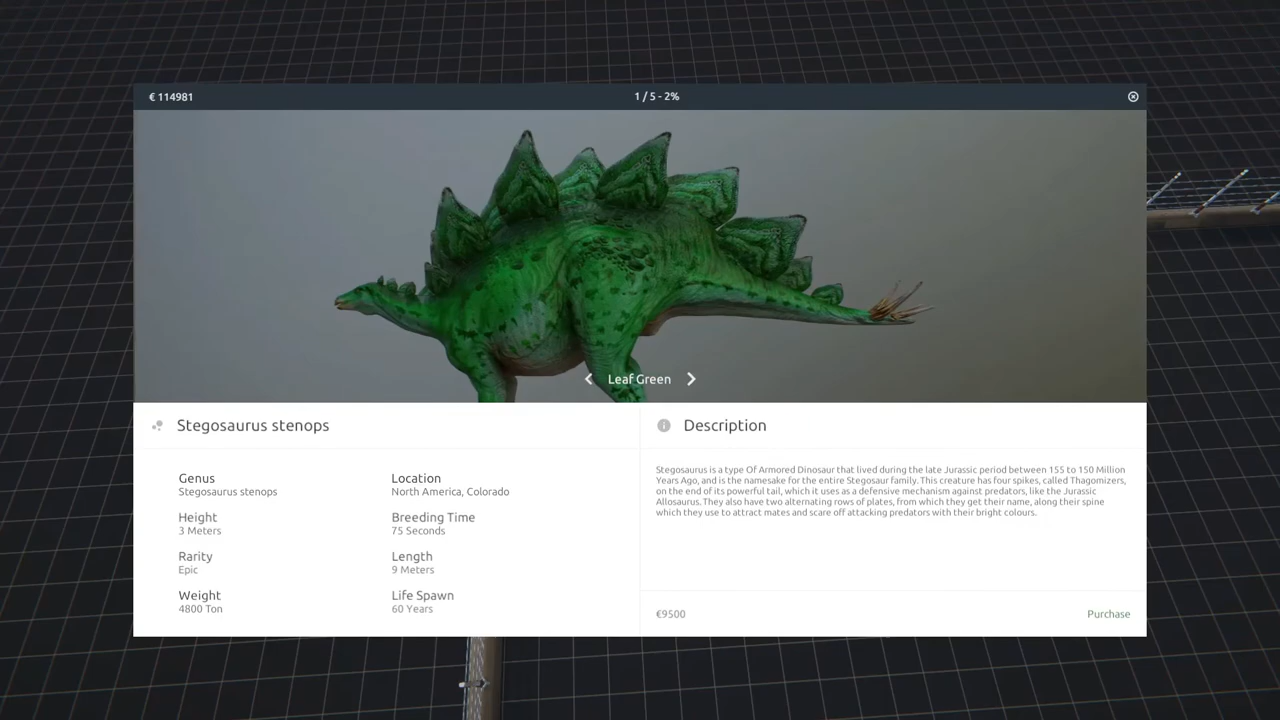 € 114981
1 / 5 - 2%
Leaf Green
Stegosaurus stenops
Genus
Stegosaurus stenops
Height
3 Meters
Rarity
Epic
Weight
4800 Ton
Location
North America, Colorado
Breeding Time
75 Seconds
Length
9 Meters
Life Spawn
60 Years
Description
Stegosaurus is a type Of Armored Dinosaur that lived during the late Jurassic period between 155 to 150 Million
Years Ago, and is the namesake for the entire Stegosaur family. This creature has four spikes, called Thagomizers,
on the end of its powerful tail, which it uses as a defensive mechanism against predators, like the Jurassic
Allosaurus. They also have two alternating rows of plates, from which they get their name, along their spine
which they use to attract mates and scare off attacking predators with their bright colours.
€9500
Purchase